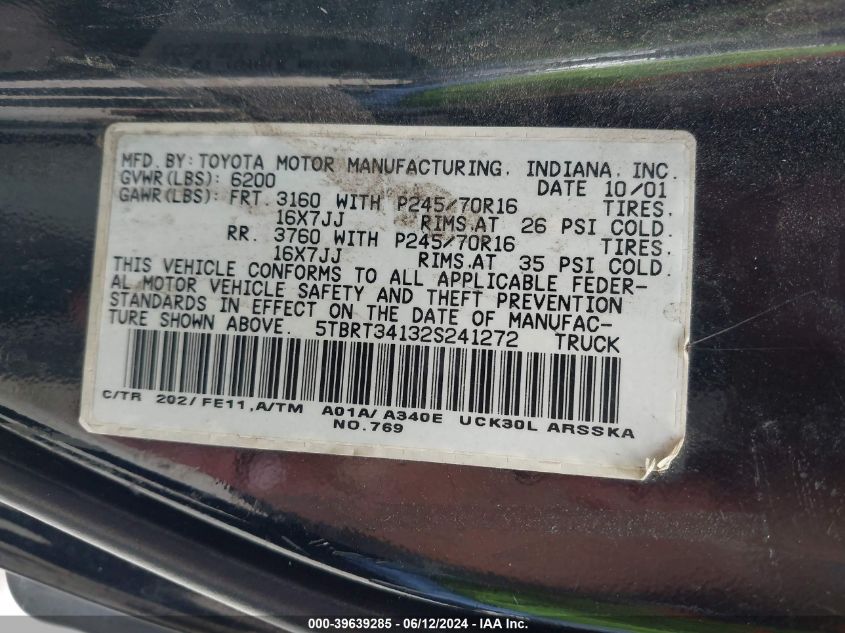 MFD. BY: TOYOTA MOTOR MANUFACTURING, INDIANA, INC.
GVWR(LBS): 6200 DATE 10/01
GAWR(LBS): FRT. 3160 WITH P245/70R16 TIRES,
16X7JJ RIMS,AT 26 PSI COLD.
RR. 3760 WITH P245/70R16 TIRES,
16X7JJ RIMS,AT 35 PSI COLD.
THIS VEHICLE CONFORMS TO ALL APPLICABLE FEDER-
AL MOTOR VEHICLE SAFETY AND THEFT PREVENTION
STANDARDS IN EFFECT ON THE DATE OF MANUFAC-
TURE SHOWN ABOVE. 5TBRT34132S241272 TRUCK
C/TR 202/FE11,A/TM A01A/A340E UCK30L ARSSKA
NO.769
000-39639285 - 06/12/2024 - IAAI.com